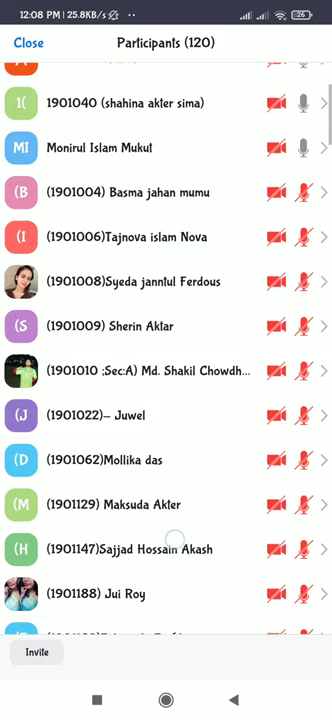 12:08 PM | 25.8KB/s
26
Close
Participants (120)
1( 1901040 (shahina akter sima)
MI Monirul Islam Mukut
(B (1901004) Basma jahan mumu
(I (1901006)Tajnova islam Nova
(1901008)Syeda janntul Ferdous
(S (1901009) Sherin Aktar
(1901010 ;Sec:A) Md. Shakil Chowdh...
(J (1901022)– Juwel
(D (1901062)Mollika das
(M (1901129) Maksuda Akter
(H (1901147)Sajjad Hossain Akash
(1901188) Jui Roy
Invite